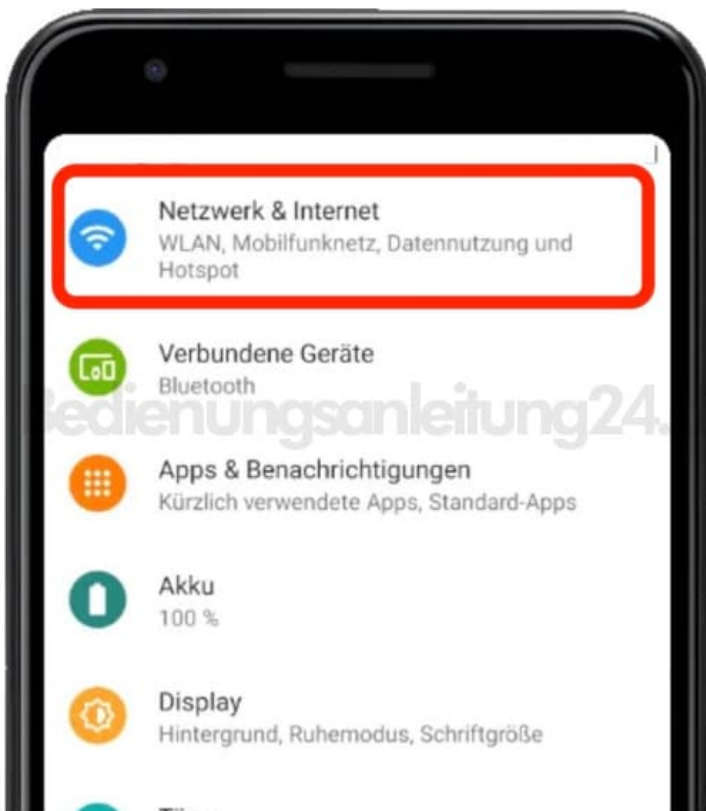 Netzwerk & Internet
WLAN, Mobilfunknetz, Datennutzung und
Hotspot
Verbundene Geräte
Bluetooth
Bedienungsanleitung24.
Apps & Benachrichtigungen
Kürzlich verwendete Apps, Standard-Apps
Akku
100 %
Display
Hintergrund, Ruhemodus, Schriftgröße